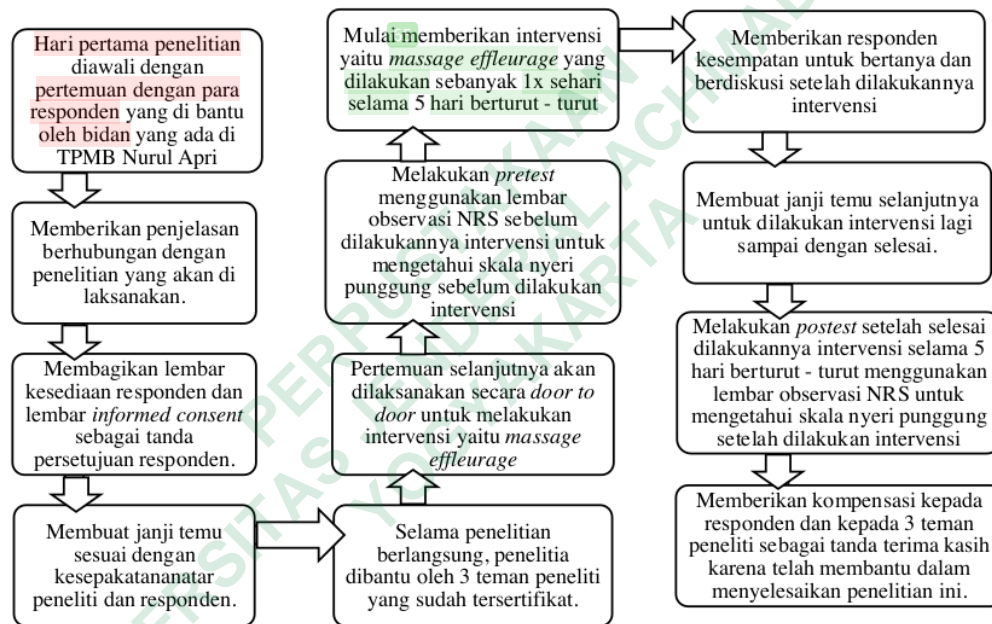 Hari pertama penelitian
diawali dengan
pertemuan dengan para
responden yang di bantu
oleh bidan yang ada di
TPMB Nurul Apri
Memberikan penjelasan
berhubungan dengan
penelitian yang akan di
laksanakan.
Membagikan lembar
kesediaan responden dan
lembar informed consent
sebagai tanda
persetujuan responden.
Membuat janji temu
sesuai dengan
kesepakatananatar
peneliti dan responden.
Selama penelitian
berlangsung, penelitia
dibantu oleh 3 teman peneliti
yang sudah tersertifikat.
Pertemuan selanjutnya akan
dilaksanakan secara door to
door untuk melakukan
intervensi yaitu massage
effleurage
Melakukan pretest
menggunakan lembar
observasi NRS sebelum
dilakukannya intervensi untuk
mengetahui skala nyeri
punggung sebelum dilakukan
intervensi
Mulai memberikan intervensi
yaitu massage effleurage yang
dilakukan sebanyak 1x sehari
selama 5 hari berturut - turut
Memberikan responden
kesempatan untuk bertanya dan
berdiskusi setelah dilakukannya
intervensi
Membuat janji temu selanjutnya
untuk dilakukan intervensi lagi
sampai dengan selesai.
Melakukan postest setelah selesai
dilakukannya intervensi selama 5
hari berturut - turut menggunakan
lembar observasi NRS untuk
mengetahui skala nyeri punggung
setelah dilakukan intervensi
Memberikan kompensasi kepada
responden dan kepada 3 teman
peneliti sebagai tanda terima kasih
karena telah membantu dalam
menyelesaikan penelitian ini.
PERPUSTAKAAN
JENDERAL
YOGYAKARTA